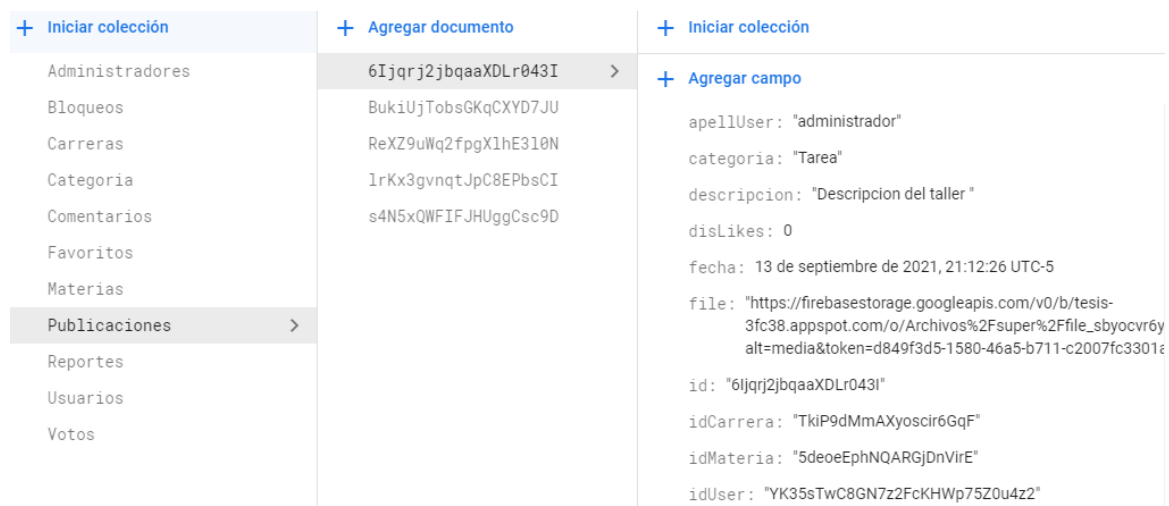 Iniciar colección
Administradores
Bloqueos
Carreras
Categoria
Comentarios
Favoritos
Materias
Publicaciones
Reportes
Usuarios
Votos
Agregar documento
6Ijqrj2jbqaaXDLr043I
BukiUjTobsGKqCXYD7JU
ReXZ9uWq2fpgXlhE3l0N
lrKx3gvnqtJpC8EPbsCI
s4N5xQWFIFJHUggCsc9D
Iniciar colección
Agregar campo
apellUser: "administrador"
categoria: "Tarea"
descripcion: "Descripcion del taller "
disLikes: 0
fecha: 13 de septiembre de 2021, 21:12:26 UTC-5
file: "https://firebasestorage.googleapis.com/v0/b/tesis-
3fc38.appspot.com/o/Archivos%2Fsuper%2Ffile_sbyocvr6y
alt=media&token=d849f3d5-1580-46a5-b711-c2007fc3301a
id: "6Ijqrj2jbqaaXDLr043I"
idCarrera: "TkiP9dMmAXyoscir6GqF"
idMateria: "5deoeEphNQARGjDnVirE"
idUser: "YK35sTwC8GN7z2FcKHWp75Z0u4z2"